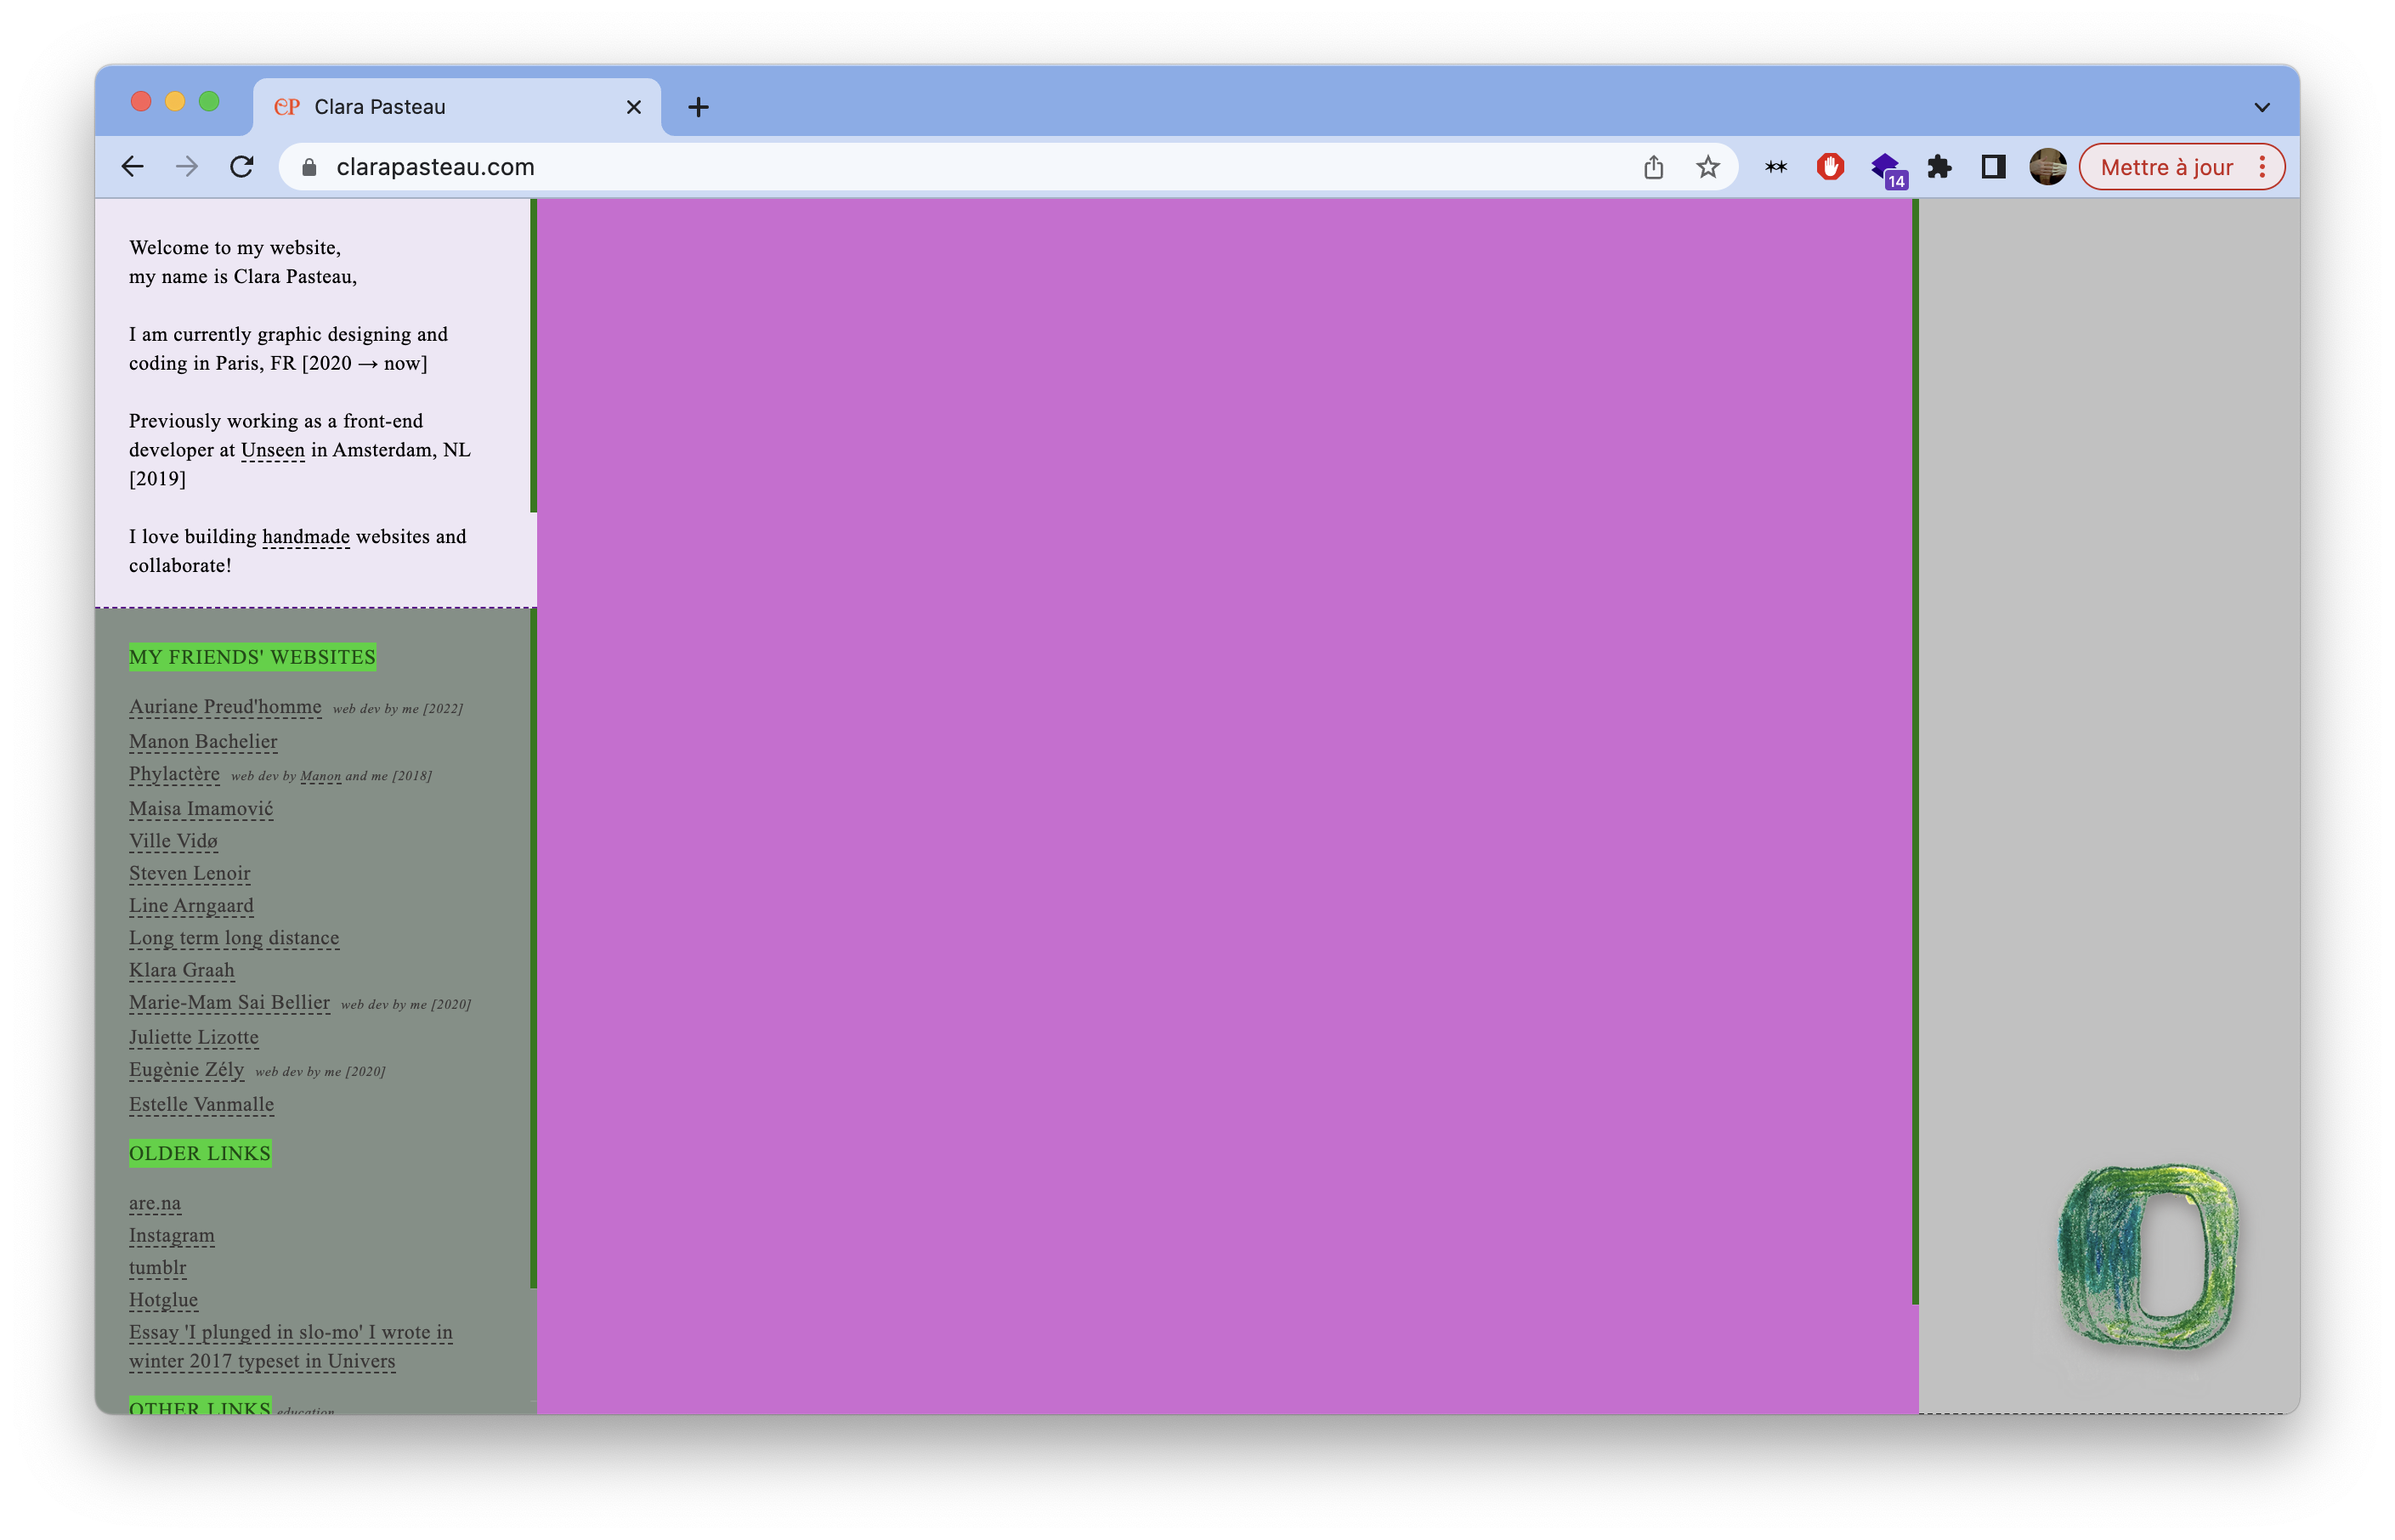 CP Clara Pasteau
clarapasteau.com
14
Mettre à jour
Welcome to my website,
my name is Clara Pasteau,
I am currently graphic designing and
coding in Paris, FR [2020 → now]
Previously working as a front-end
developer at Unseen in Amsterdam, NL
[2019]
I love building handmade websites and
collaborate!
MY FRIENDS' WEBSITES
Auriane Preud'homme web dev by me [2022]
Manon Bachelier
Phylactère web dev by Manon and me [2018]
Maisa Imamović
Ville Vidø
Steven Lenoir
Line Arngaard
Long term long distance
Klara Graah
Marie-Mam Sai Bellier web dev by me [2020]
Juliette Lizotte
Eugènie Zély web dev by me [2020]
Estelle Vanmalle
OLDER LINKS
are.na
Instagram
tumblr
Hotglue
Essay 'I plunged in slo-mo' I wrote in
winter 2017 typeset in Univers
OTHER LINKS education